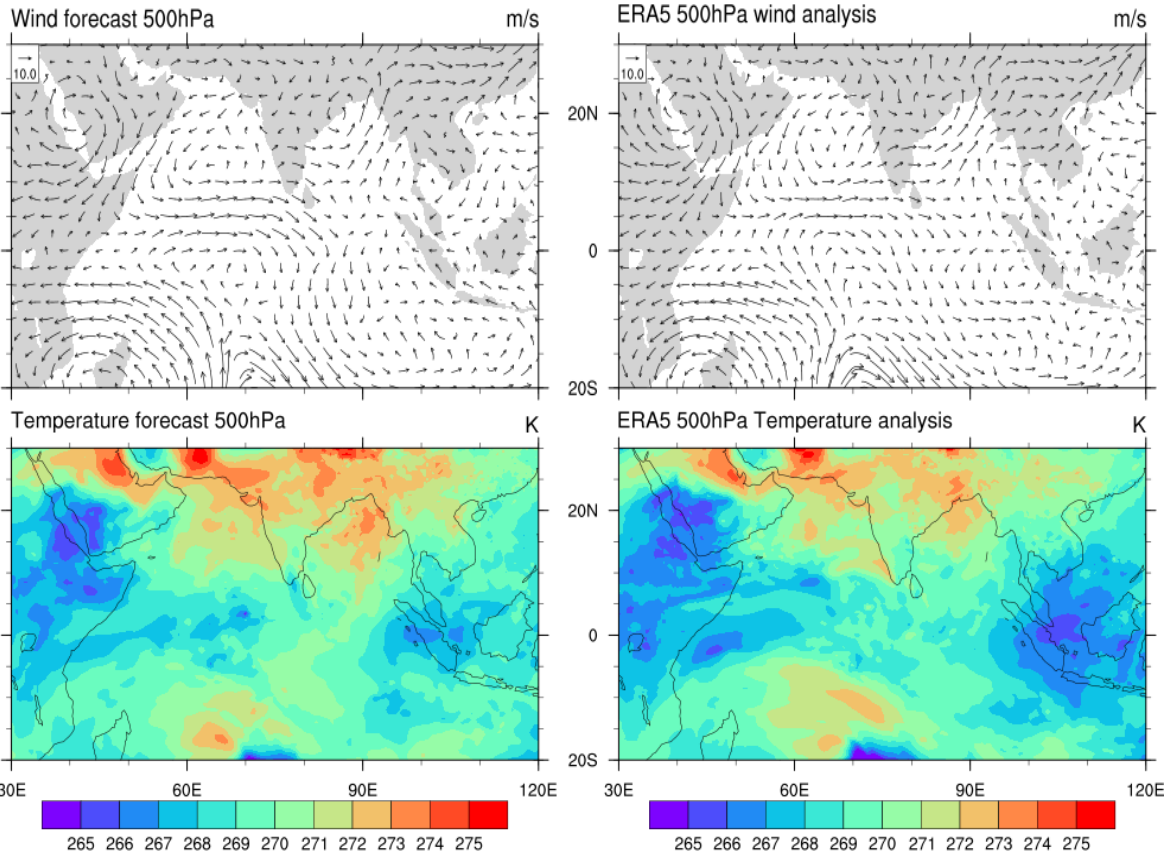 Wind forecast 500hPa m/s
ERA5 500hPa wind analysis m/s
10.0
10.0
20N
0
20S
Temperature forecast 500hPa K
ERA5 500hPa Temperature analysis K
20N
0
20S
30E 60E 90E 120E
60E 90E 120E
265 266 267 268 269 270 271 272 273 274 275
265 266 267 268 269 270 271 272 273 274 275